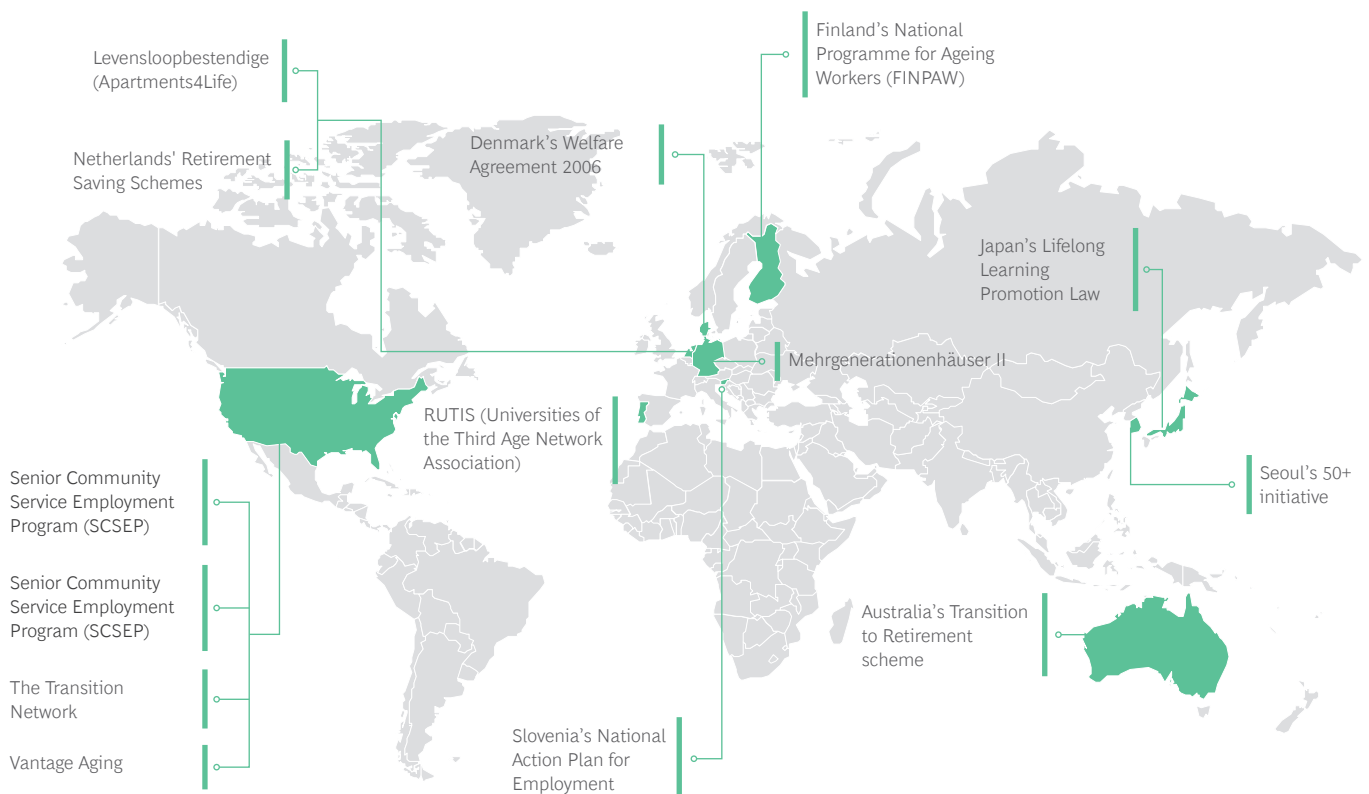 Levensloopbestendige
(Apartments4Life)
Netherlands' Retirement
Saving Schemes
Finland's National
Programme for Ageing
Workers (FINPAW)
Denmark's Welfare
Agreement 2006
Japan's Lifelong
Learning
Promotion Law
Mehrgenerationenhäuser II
RUTIS (Universities of
the Third Age Network
Association)
Senior Community
Service Employment
Program (SCSEP)
Seoul's 50+
initiative
Senior Community
Service Employment
Program (SCSEP)
Australia's Transition
to Retirement
scheme
The Transition
Network
Slovenia's National
Action Plan for
Employment
Vantage Aging